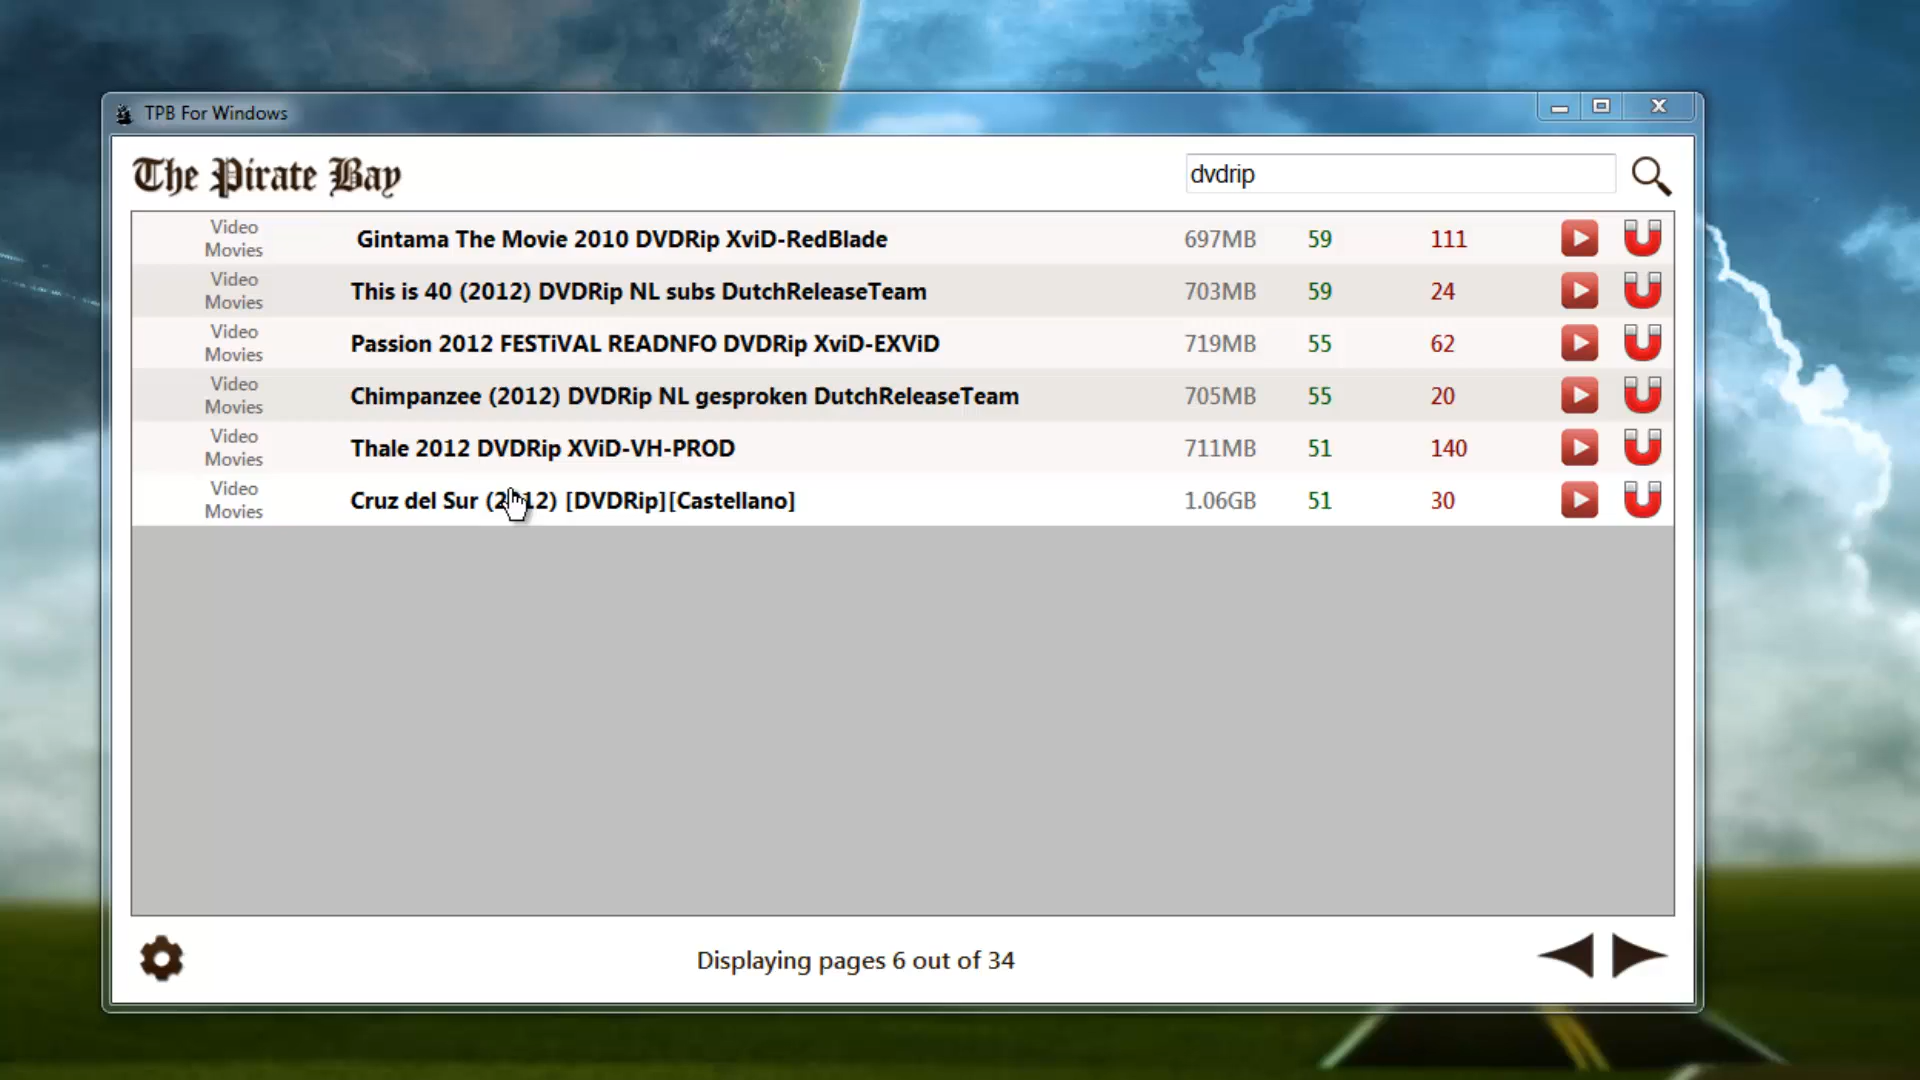 TPB For Windows
The Pirate Bay
dvdrip
Video
Movies
Gintama The Movie 2010 DVDRip XviD-RedBlade 697MB 59 111
Video
Movies
This is 40 (2012) DVDRip NL subs DutchReleaseTeam 703MB 59 24
Video
Movies
Passion 2012 FESTiVAL READNFO DVDRip XviD-EXViD 719MB 55 62
Video
Movies
Chimpanzee (2012) DVDRip NL gesproken DutchReleaseTeam 705MB 55 20
Video
Movies
Thale 2012 DVDRip XViD-VH-PROD 711MB 51 140
Video
Movies
Cruz del Sur (2012) [DVDRip][Castellano] 1.06GB 51 30
Displaying pages 6 out of 34